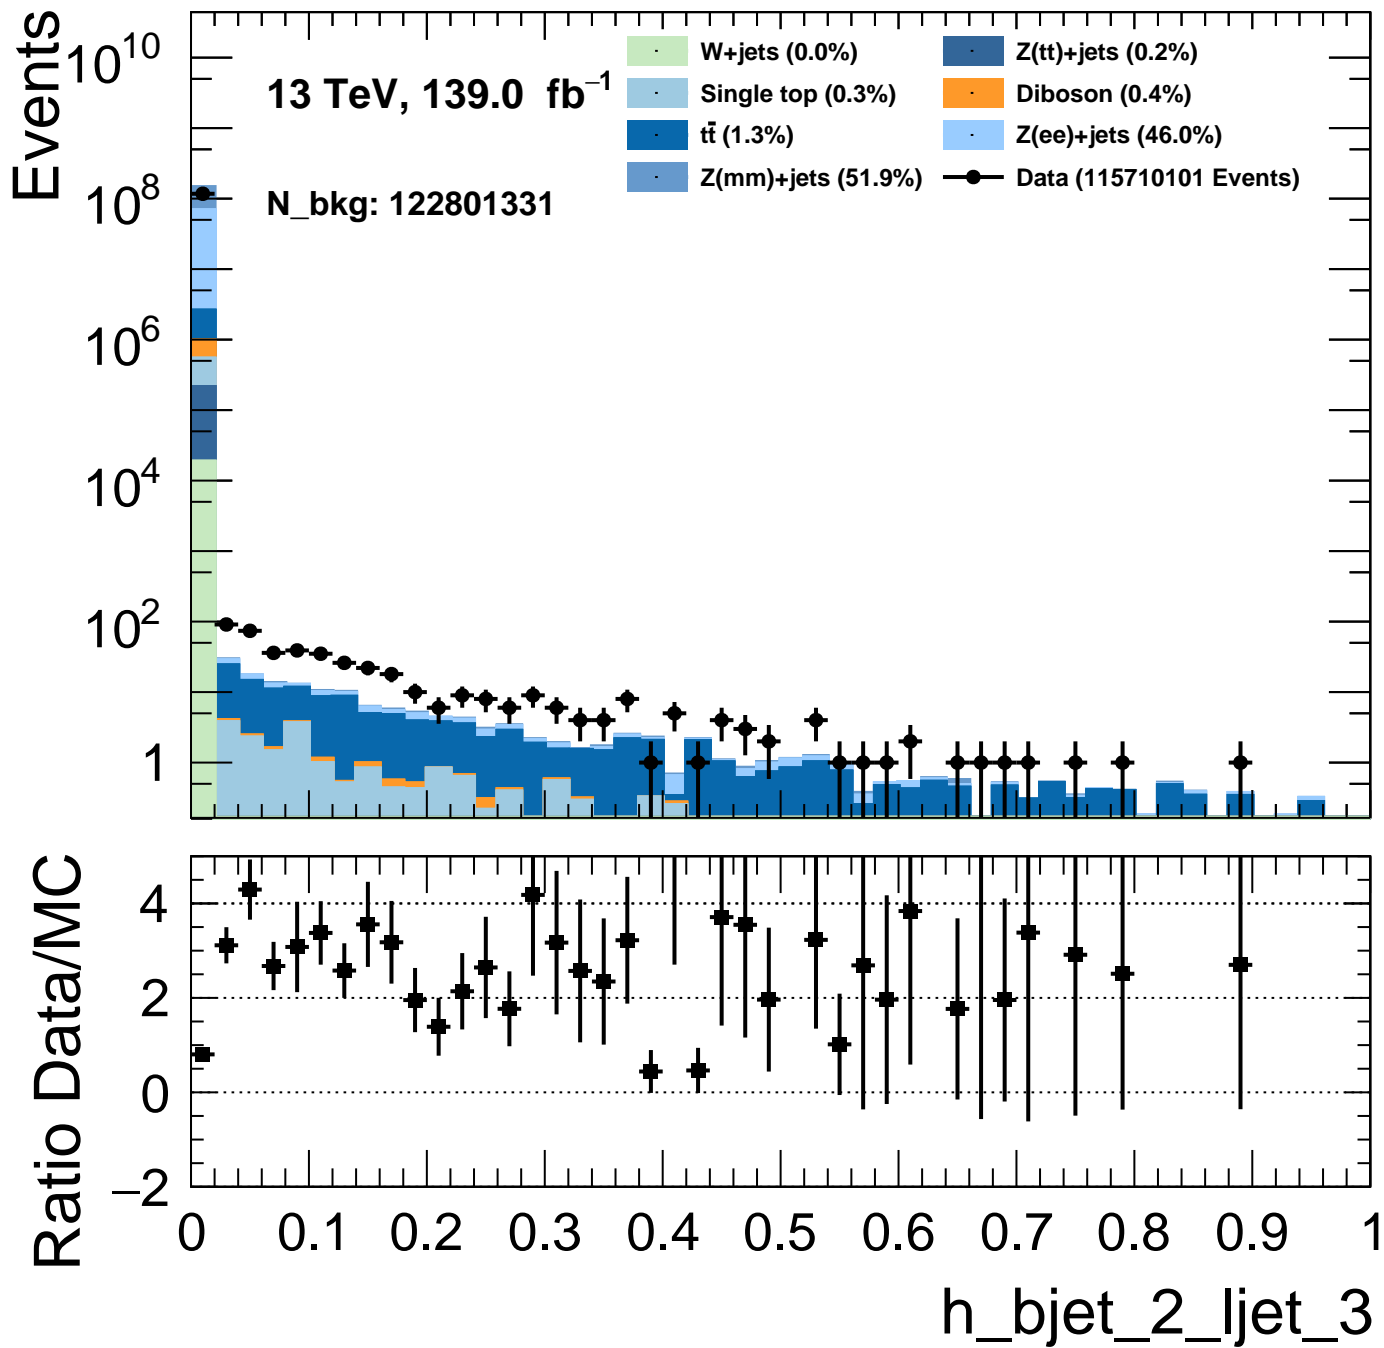 Events
10^10
10^8
10^6
10^4
10^2
1
13 TeV, 139.0 fb^−1
N_bkg: 122801331
W+jets (0.0%)
Single top (0.3%)
tt̄ (1.3%)
Z(mm)+jets (51.9%)
Z(tt)+jets (0.2%)
Diboson (0.4%)
Z(ee)+jets (46.0%)
Data (115710101 Events)
Ratio Data/MC
4
2
0
−2
0 0.1 0.2 0.3 0.4 0.5 0.6 0.7 0.8 0.9 1
h_bjet_2_ljet_3